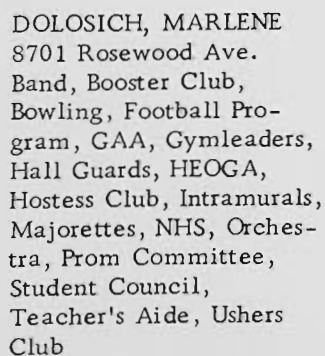 DOLOSICH, MARLENE
8701 Rosewood Ave.
Band, Booster Club,
Bowling, Football Pro-
gram, GAA, Gymleaders,
Hall Guards, HEOGA,
Hostess Club, Intramurals,
Majorettes, NHS, Orches-
tra, Prom Committee,
Student Council,
Teacher's Aide, Ushers
Club